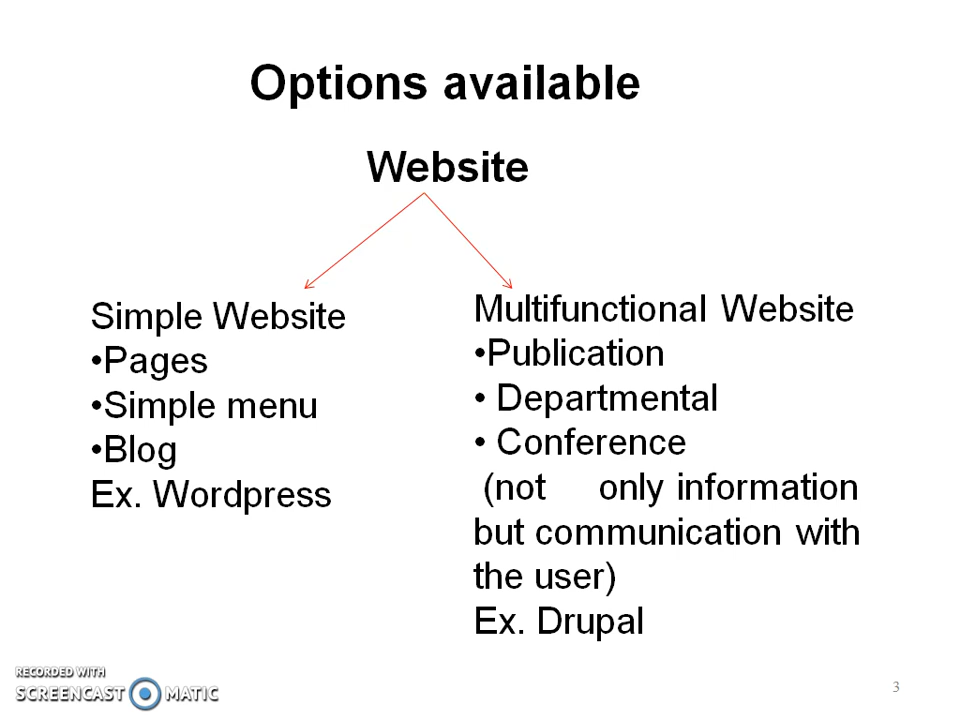 Options available
Website
Simple Website
•Pages
•Simple menu
•Blog
Ex. Wordpress
Multifunctional Website
•Publication
• Departmental
• Conference
(not only information
but communication with
the user)
Ex. Drupal
RECORDED WITH
SCREENCAST MATIC
3